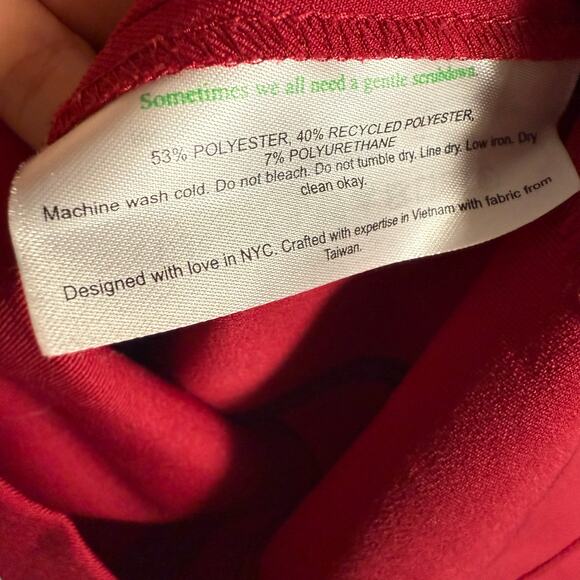 Sometimes we all need a gentle scrubdown.
53% POLYESTER, 40% RECYCLED POLYESTER,
7% POLYURETHANE
Machine wash cold. Do not bleach. Do not tumble dry. Line dry. Low iron. Dry
clean okay.
Designed with love in NYC. Crafted with expertise in Vietnam with fabric from
Taiwan.